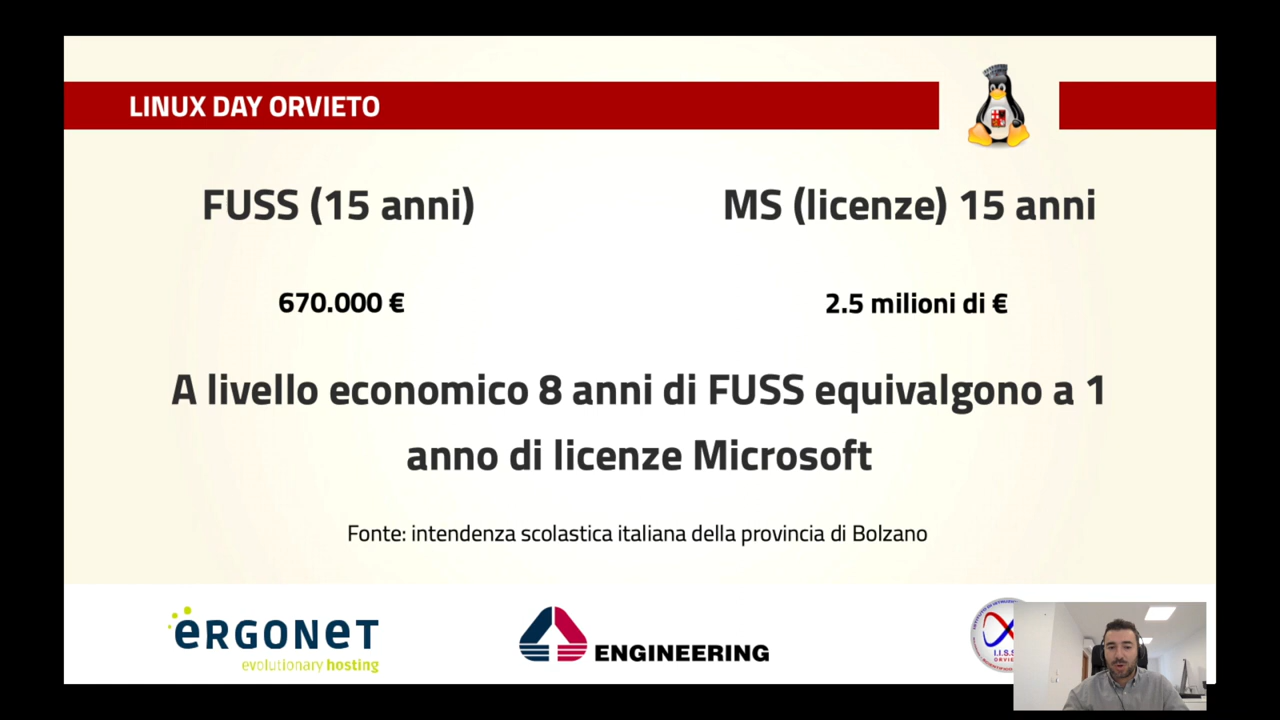 LINUX DAY ORVIETO
FUSS (15 anni)
MS (licenze) 15 anni
670.000 €
2.5 milioni di €
A livello economico 8 anni di FUSS equivalgono a 1
anno di licenze Microsoft
Fonte: intendenza scolastica italiana della provincia di Bolzano
eRGONeT
evolutionary hosting
ENGINEERING